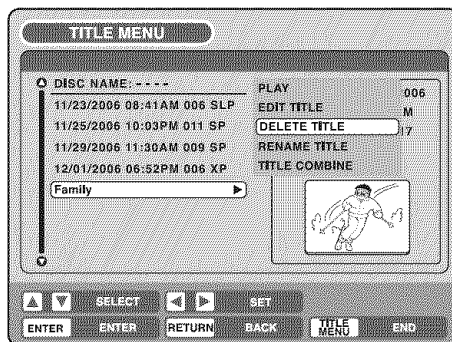 TITLE MENU
DISC NAME: - - - -
11/23/2006 08:41AM 006 SLP
11/25/2006 10:03PM 011 SP
11/29/2006 11:30AM 009 SP
12/01/2006 06:52PM 006 XP
Family
PLAY
EDIT TITLE
DELETE TITLE
RENAME TITLE
TITLE COMBINE
006
M
17
SELECT SET
ENTER ENTER RETURN BACK TITLE MENU END